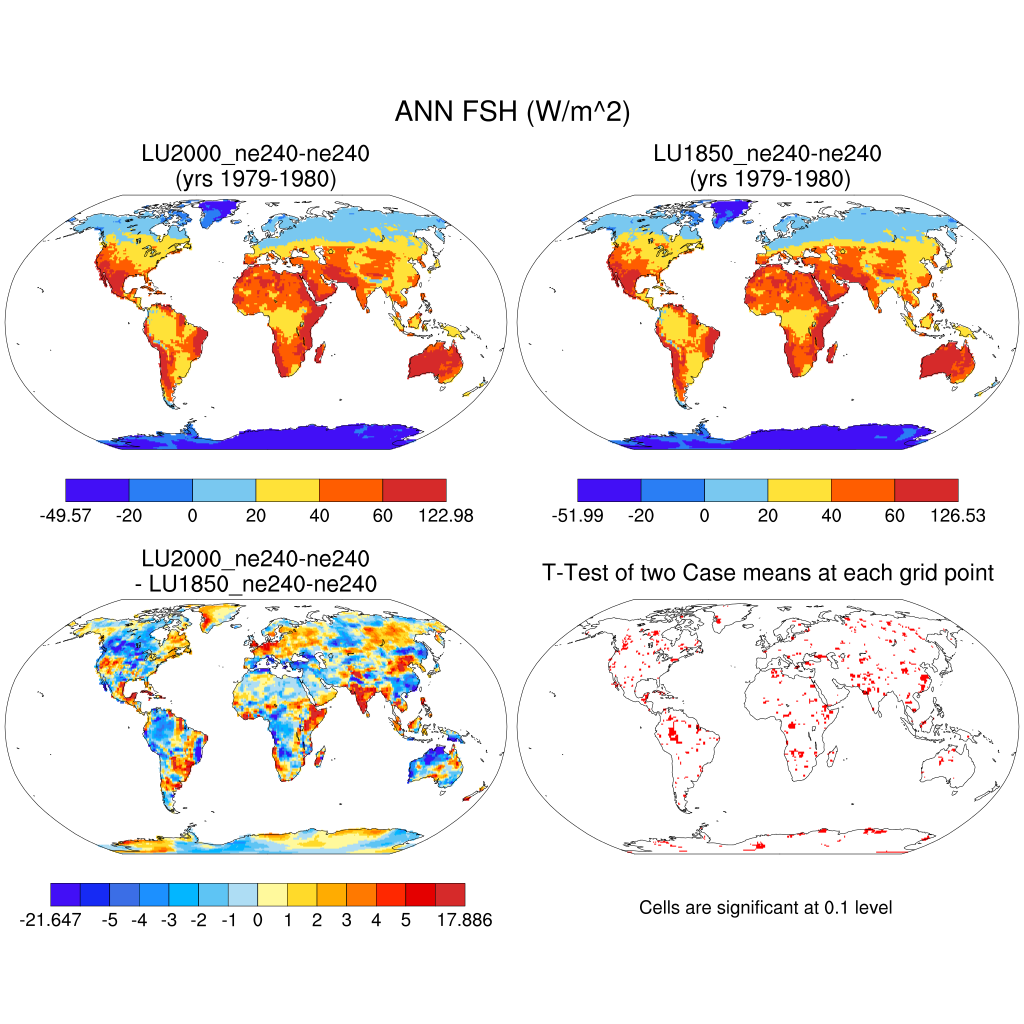 ANN FSH (W/m^2)
LU2000_ne240-ne240
(yrs 1979-1980)
LU1850_ne240-ne240
(yrs 1979-1980)
-49.57 -20 0 20 40 60 122.98
-51.99 -20 0 20 40 60 126.53
LU2000_ne240-ne240
- LU1850_ne240-ne240
T-Test of two Case means at each grid point
-21.647 -5 -4 -3 -2 -1 0 1 2 3 4 5 17.886
Cells are significant at 0.1 level